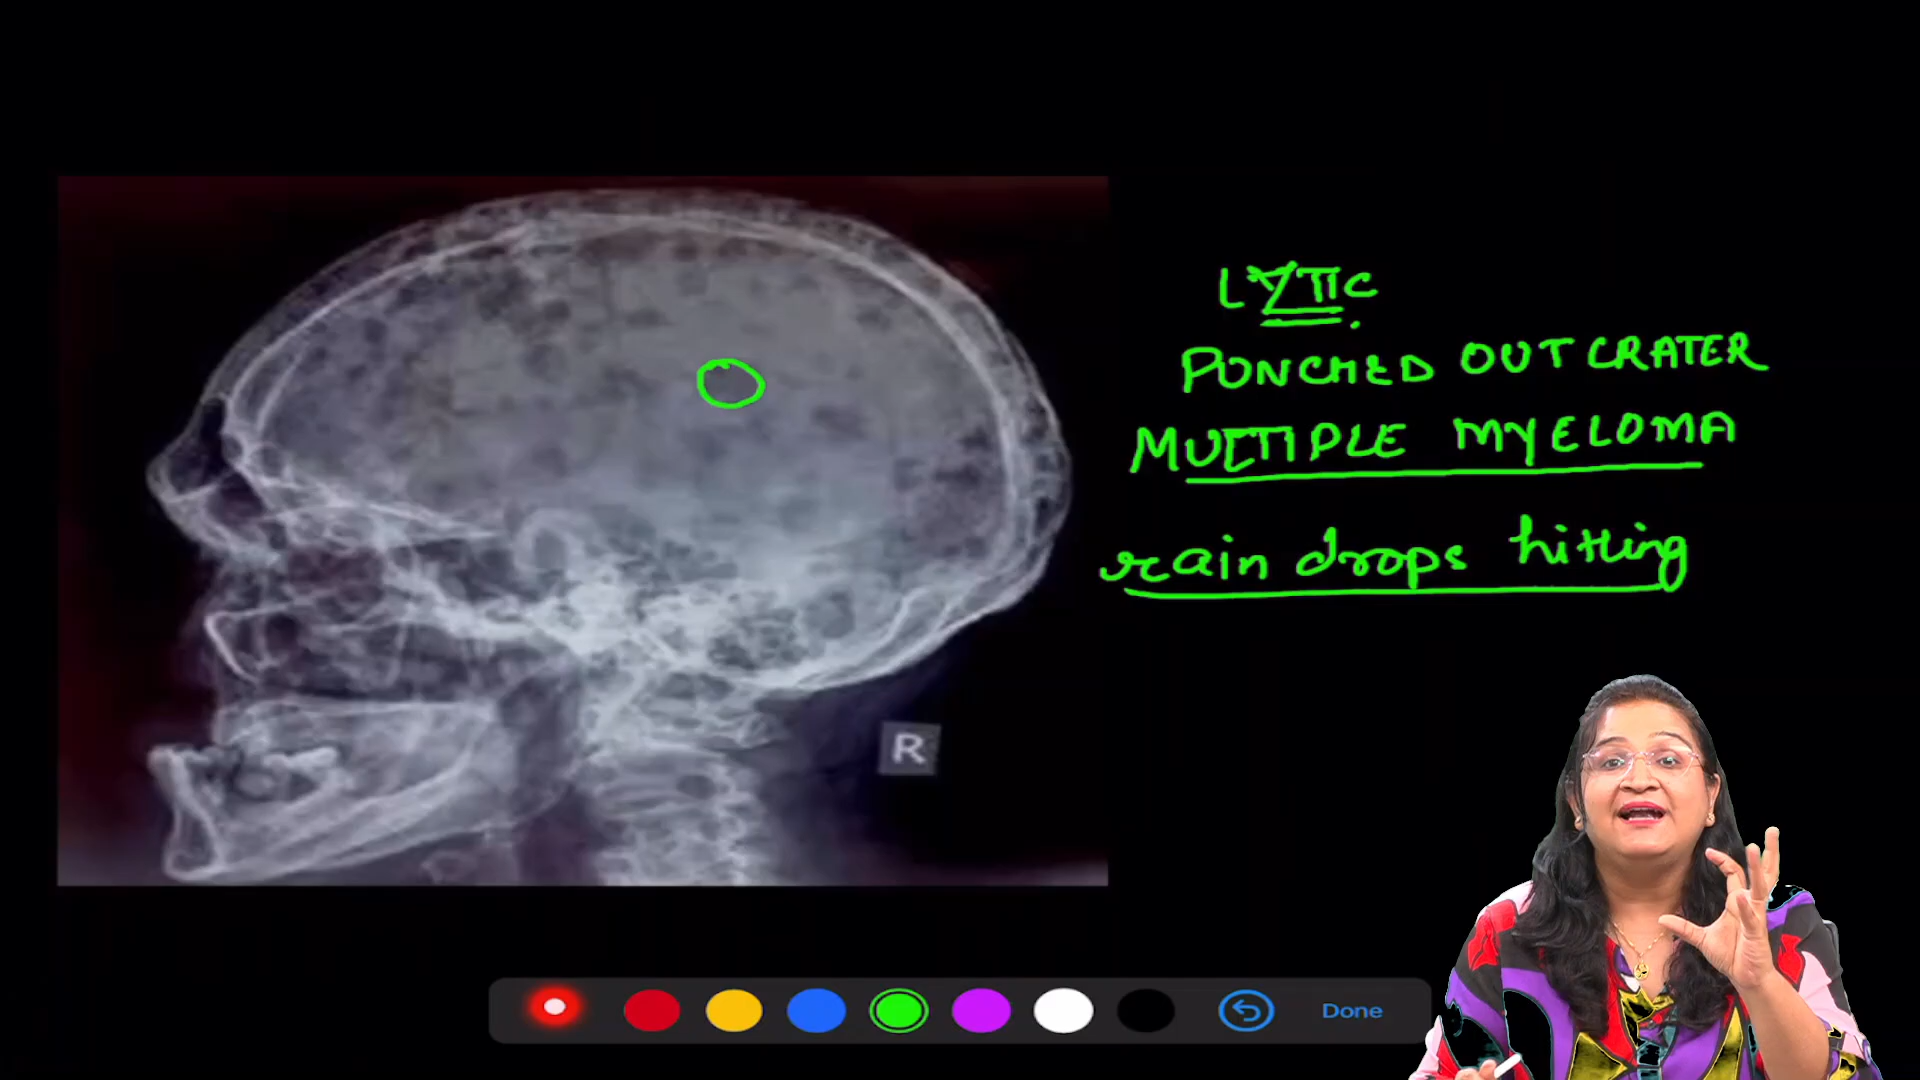 LYTIC
PUNCHED OUT CRATER
MULTIPLE MYELOMA
rain drops hitting
R
Done